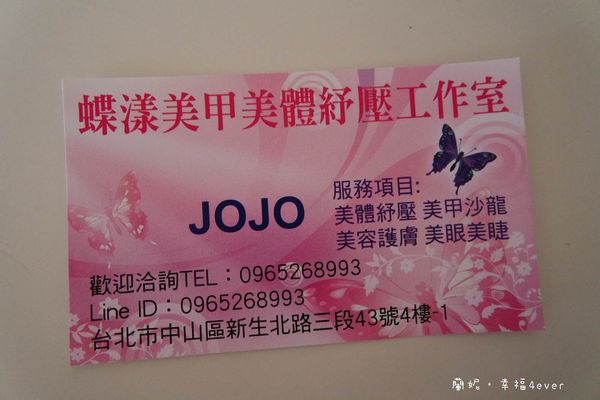 蝶漾美甲美體紓壓工作室
JOJO
服務項目:
美體紓壓 美甲沙龍
美容護膚 美眼美睫
歡迎洽詢TEL：0965268993
Line ID：0965268993
台北市中山區新生北路三段43號4樓-1
蘭妮。幸福4ever